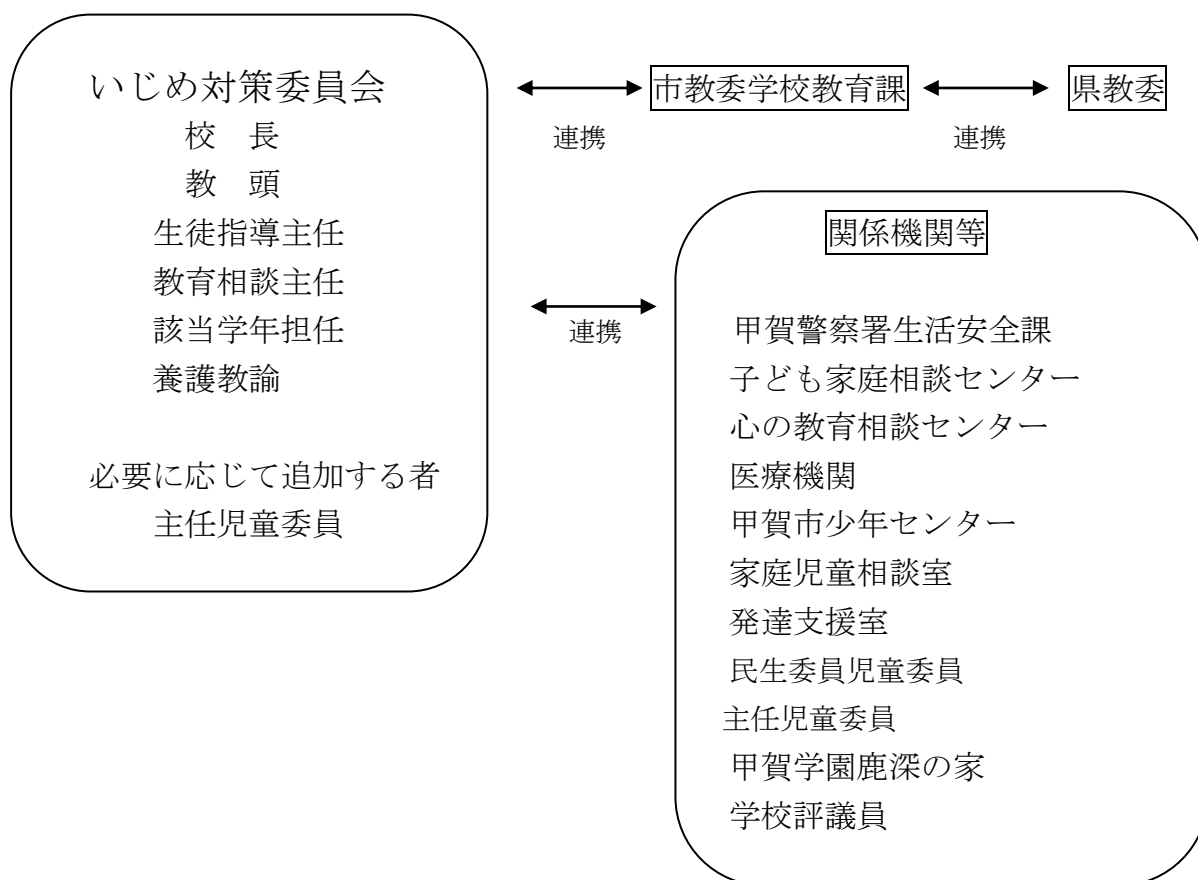 いじめ対策委員会
校　長
教　頭
生徒指導主任
教育相談主任
該当学年担任
養護教諭
必要に応じて追加する者
主任児童委員
連携
市教委学校教育課
連携
県教委
連携
関係機関等
甲賀警察署生活安全課
子ども家庭相談センター
心の教育相談センター
医療機関
甲賀市少年センター
家庭児童相談室
発達支援室
民生委員児童委員
主任児童委員
甲賀学園鹿深の家
学校評議員